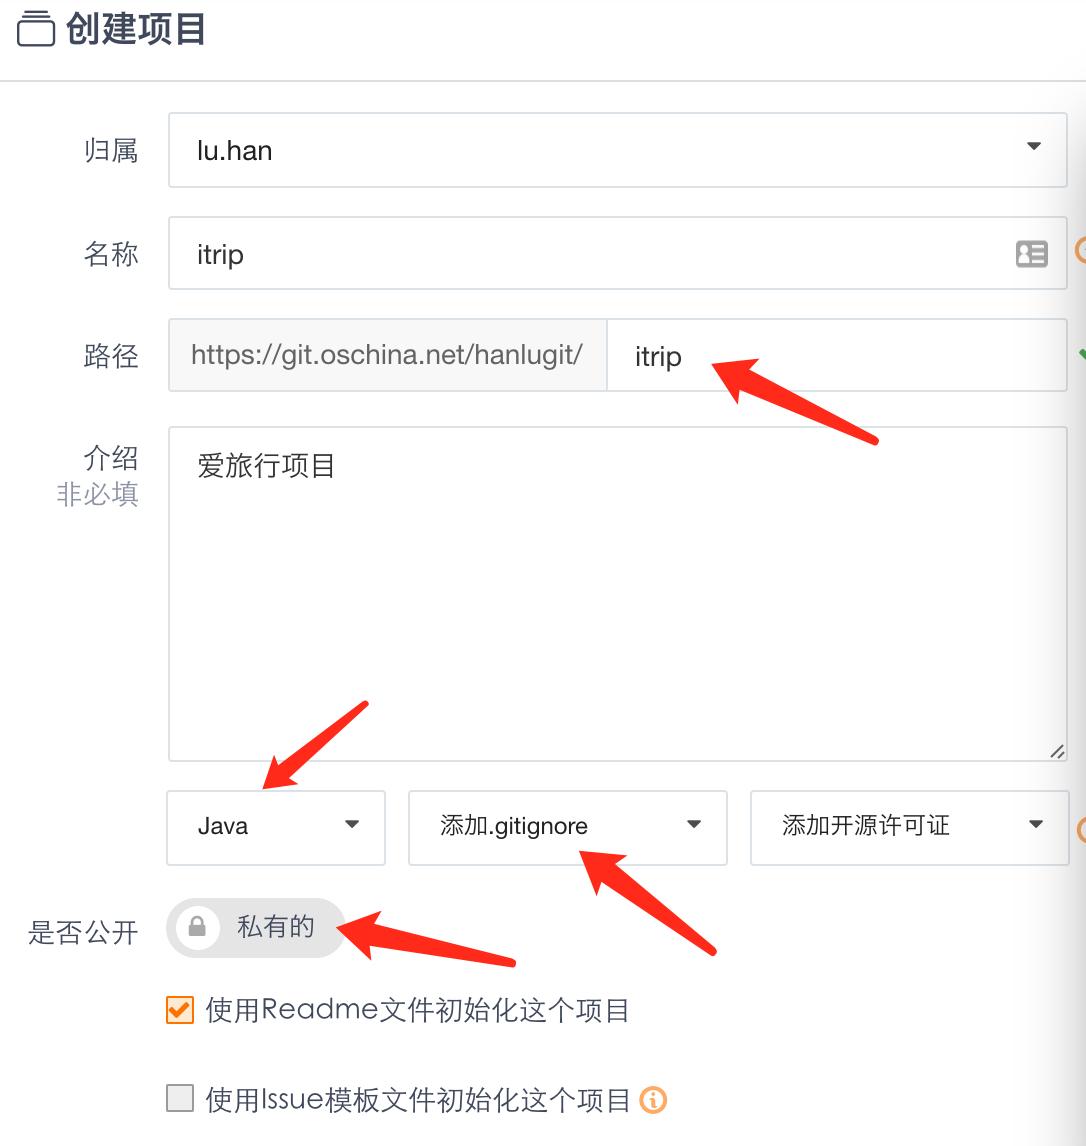 创建项目
归属 lu.han
名称 itrip
路径 https://git.oschina.net/hanlugit/ itrip
介绍 爱旅行项目
非必填
Java 添加.gitignore 添加开源许可证
是否公开 私有的
使用Readme文件初始化这个项目
使用Issue模板文件初始化这个项目